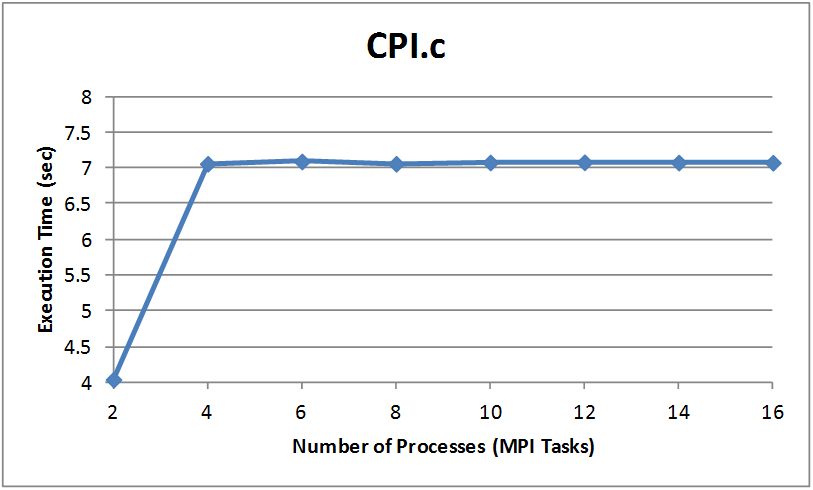 CPI.c
8
7.5
7
6.5
6
5.5
5
4.5
4
Execution Time (sec)
2 4 6 8 10 12 14 16
Number of Processes (MPI Tasks)